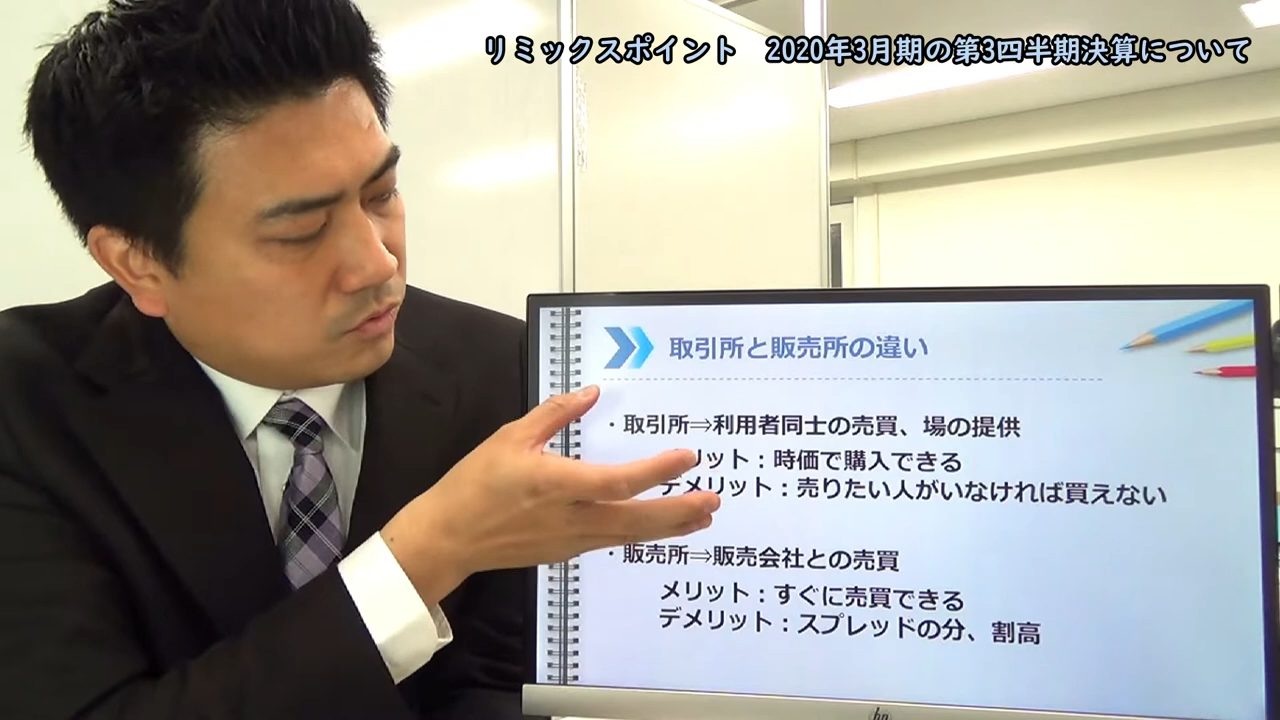 リミックスポイント　2020年3月期の第3四半期決算について
取引所と販売所の違い
・取引所⇒利用者同士の売買、場の提供
リット：時価で購入できる
デメリット：売りたい人がいなければ買えない
・販売所⇒販売会社との売買
メリット：すぐに売買できる
デメリット：スプレッドの分、割高
hp